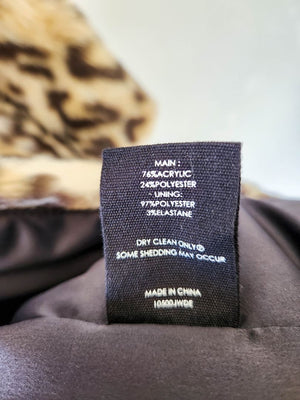 MAIN :
76%ACRYLIC
24%POLYESTER
LINING:
97%POLYESTER
3%ELASTANE
DRY CLEAN ONLY Ⓟ
SOME SHEDDING MAY OCCUR
MADE IN CHINA
10500JWDE